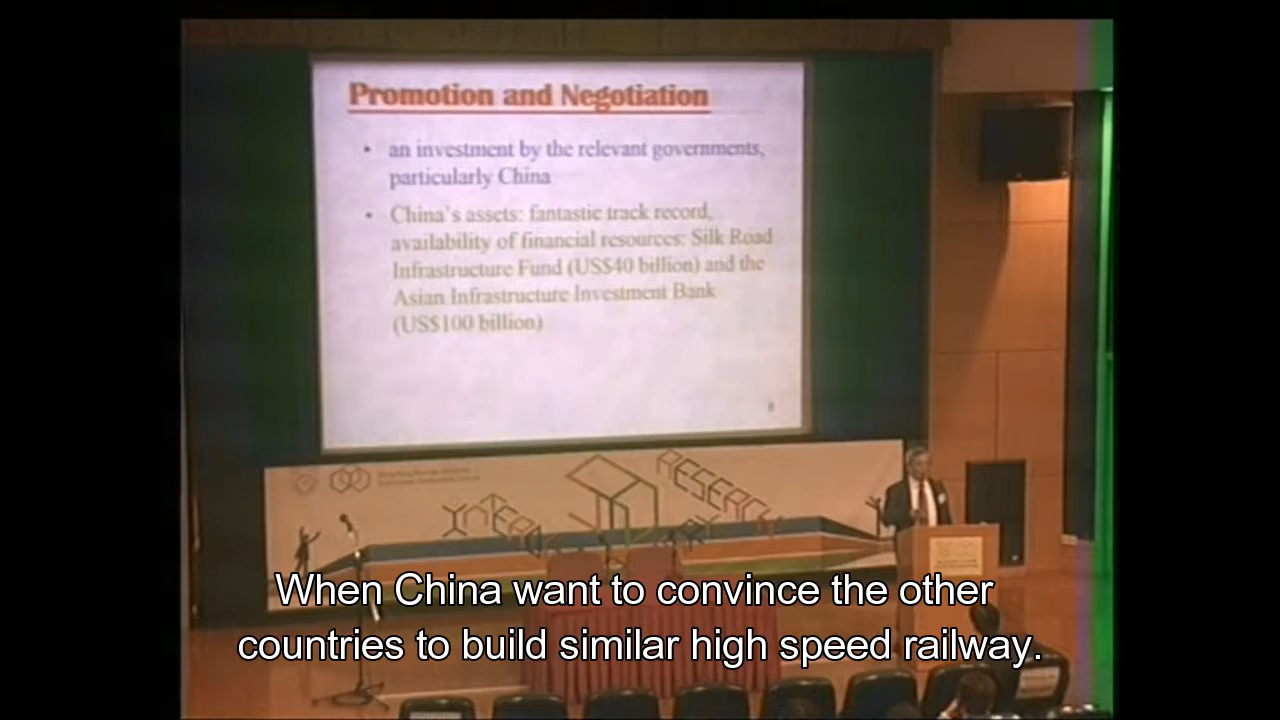 Promotion and Negotiation
• an investment by the relevant governments,
particularly China
• China's assets: fantastic track record,
availability of financial resources: Silk Road
Infrastructure Fund (US$40 billion) and the
Asian Infrastructure Investment Bank
(US$100 billion)
8
RESERCH
When China want to convince the other
countries to build similar high speed railway.